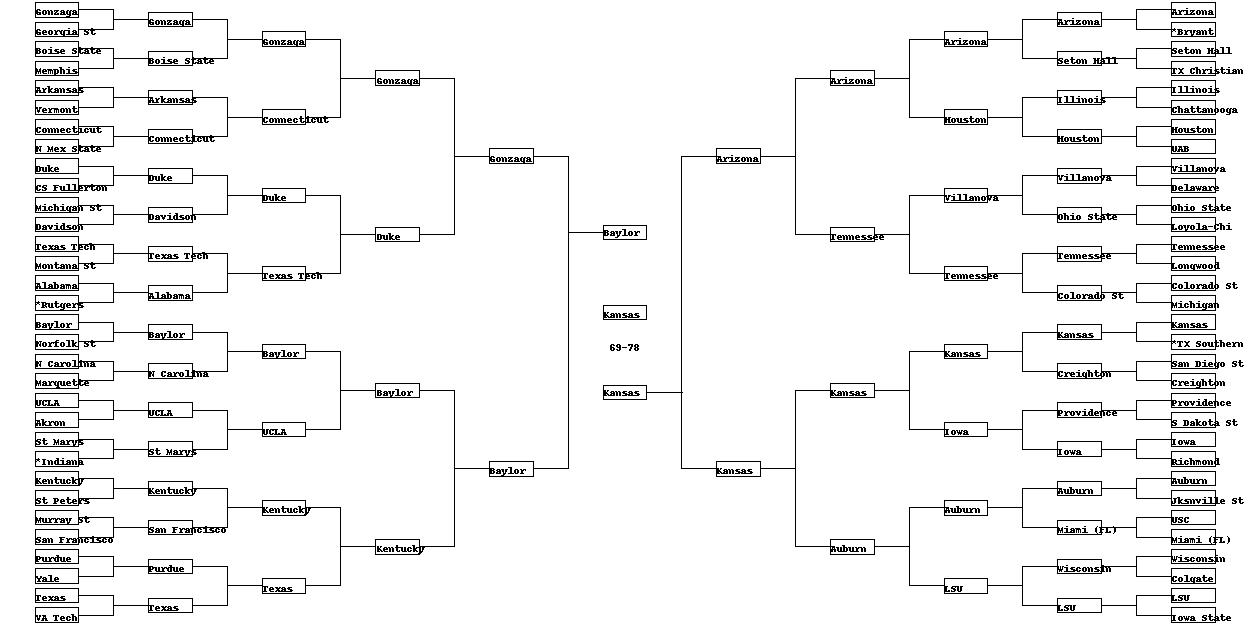 Gonzaga
Georgia St
Boise State
Memphis
Arkansas
Vermont
Connecticut
N Mex State
Duke
CS Fullerton
Michigan St
Davidson
Texas Tech
Montana St
Alabama
*Rutgers
Baylor
Norfolk St
N Carolina
Marquette
UCLA
Akron
St Marys
*Indiana
Kentucky
St Peters
Murray St
San Francisco
Purdue
Yale
Texas
VA Tech
Gonzaga
Boise State
Arkansas
Connecticut
Duke
Davidson
Texas Tech
Alabama
Baylor
N Carolina
UCLA
St Marys
Kentucky
San Francisco
Purdue
Texas
Gonzaga
Connecticut
Duke
Texas Tech
Baylor
UCLA
Kentucky
Texas
Gonzaga
Duke
Baylor
Kentucky
Gonzaga
Baylor
Baylor
Kansas
69-78
Kansas
Arizona
Kansas
Arizona
Tennessee
Kansas
Auburn
Arizona
Houston
Villanova
Tennessee
Kansas
Iowa
Auburn
LSU
Arizona
Seton Hall
Illinois
Houston
Villanova
Ohio State
Tennessee
Colorado St
Kansas
Creighton
Providence
Iowa
Auburn
Miami (FL)
Wisconsin
LSU
Arizona
*Bryant
Seton Hall
TX Christian
Illinois
Chattanooga
Houston
UAB
Villanova
Delaware
Ohio State
Loyola-Chi
Tennessee
Longwood
Colorado St
Michigan
Kansas
*TX Southern
San Diego St
Creighton
Providence
S Dakota St
Iowa
Richmond
Auburn
Jksnville St
USC
Miami (FL)
Wisconsin
Colgate
LSU
Iowa State